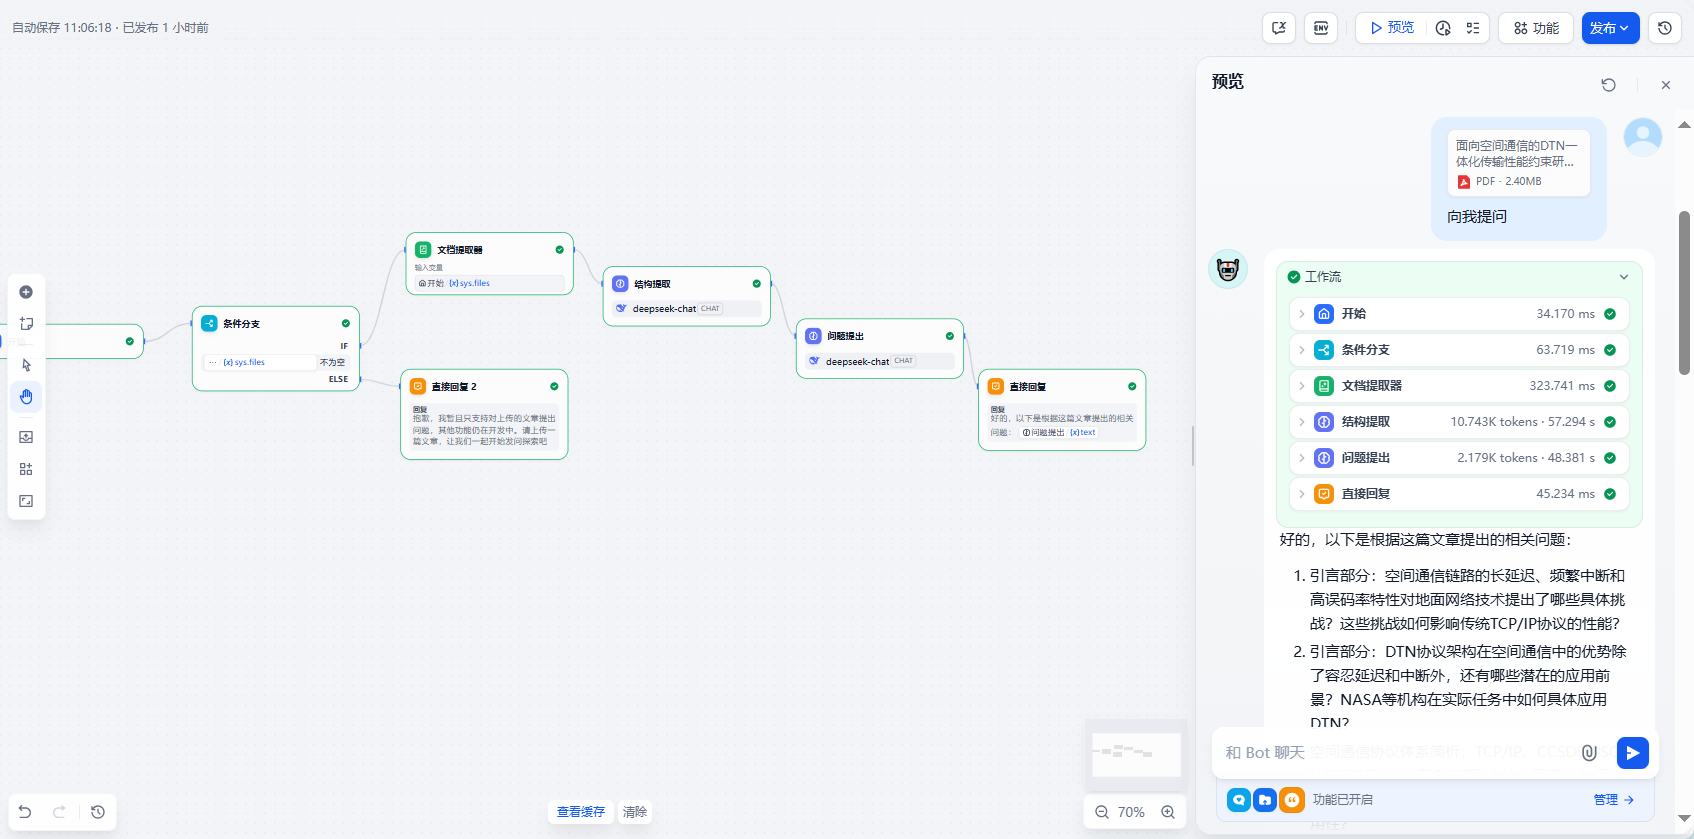 自动保存 11:06:18 · 已发布 1 小时前
ENV
预览
功能
发布
预览
面向空间通信的DTN一
体化传输性能约束研...
PDF · 2.40MB
向我提问
工作流
开始 34.170 ms
条件分支 63.719 ms
文档提取器 323.741 ms
结构提取 10.743K tokens · 57.294 s
问题提出 2.179K tokens · 48.381 s
直接回复 45.234 ms
好的，以下是根据这篇文章提出的相关问题：
1. 引言部分：空间通信链路的长延迟、频繁中断和
高误码率特性对地面网络技术提出了哪些具体挑
战？这些挑战如何影响传统TCP/IP协议的性能？
2. 引言部分：DTN协议架构在空间通信中的优势除
了容忍延迟和中断外，还有哪些潜在的应用前
景？NASA等机构在实际任务中如何具体应用
DTN？
和 Bot 聊天
功能已开启
管理 →
条件分支
IF
··· {x} sys.files 不为空
ELSE
文档提取器
输入变量
开始 / {x} sys.files
结构提取
deepseek-chat CHAT
问题提出
deepseek-chat CHAT
直接回复 2
回复
抱歉，我暂且只支持对上传的文章提出
问题，其他功能仍在开发中。请上传一
篇文章，让我们一起开始发问探索吧
直接回复
回复
好的，以下是根据这篇文章提出的相关
问题： 问题提出 / {x} text
查看缓存
清除
70%